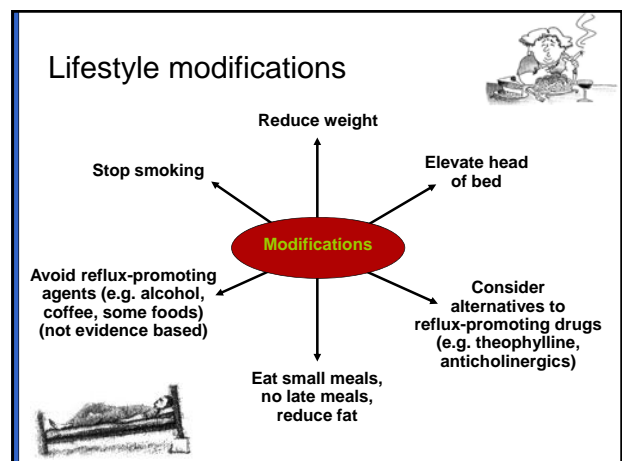 Lifestyle modifications
Reduce weight
Stop smoking
Elevate head
of bed
Modifications
Avoid reflux-promoting
agents (e.g. alcohol,
coffee, some foods)
(not evidence based)
Consider
alternatives to
reflux-promoting drugs
(e.g. theophylline,
anticholinergics)
Eat small meals,
no late meals,
reduce fat